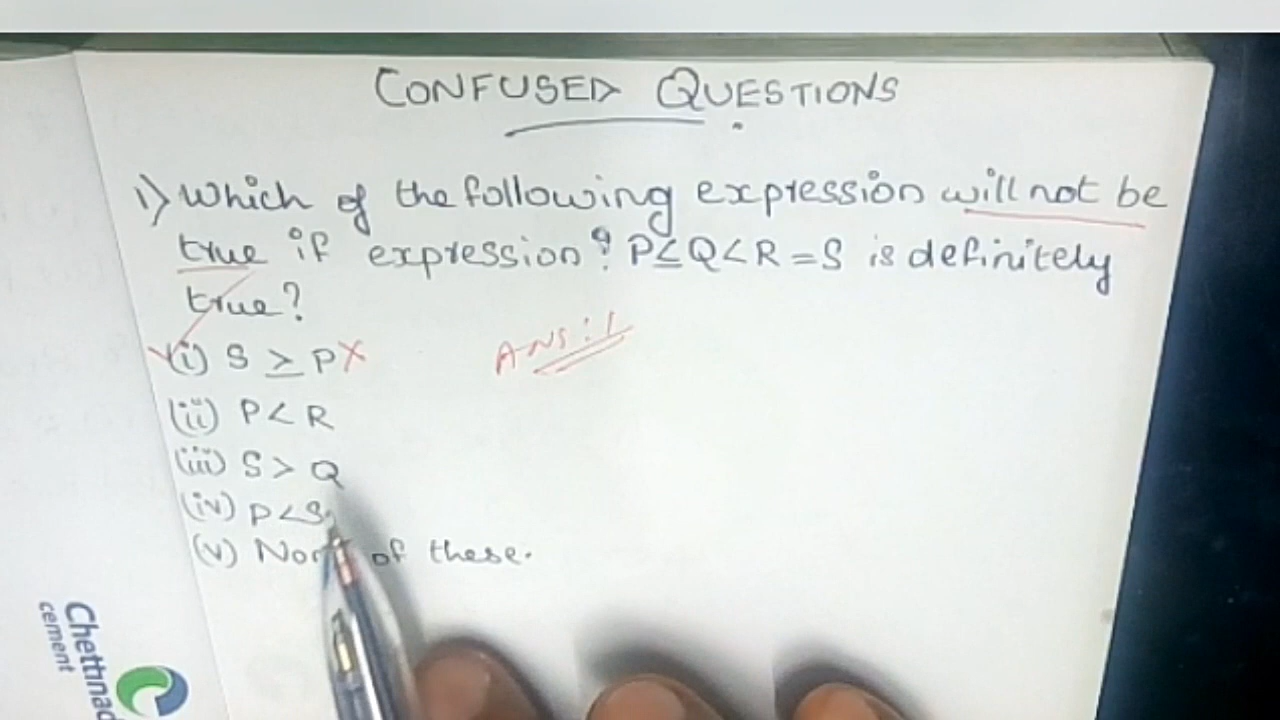 CONFUSED QUESTIONS
1) Which of the following expression will not be
true if expression? P≤Q<R=S is definitely
true?
(i) S ≥ P X
Ans: 1
(ii) P < R
(iii) S > Q
(iv) P < S
(v) of these.
Chettinad
cement